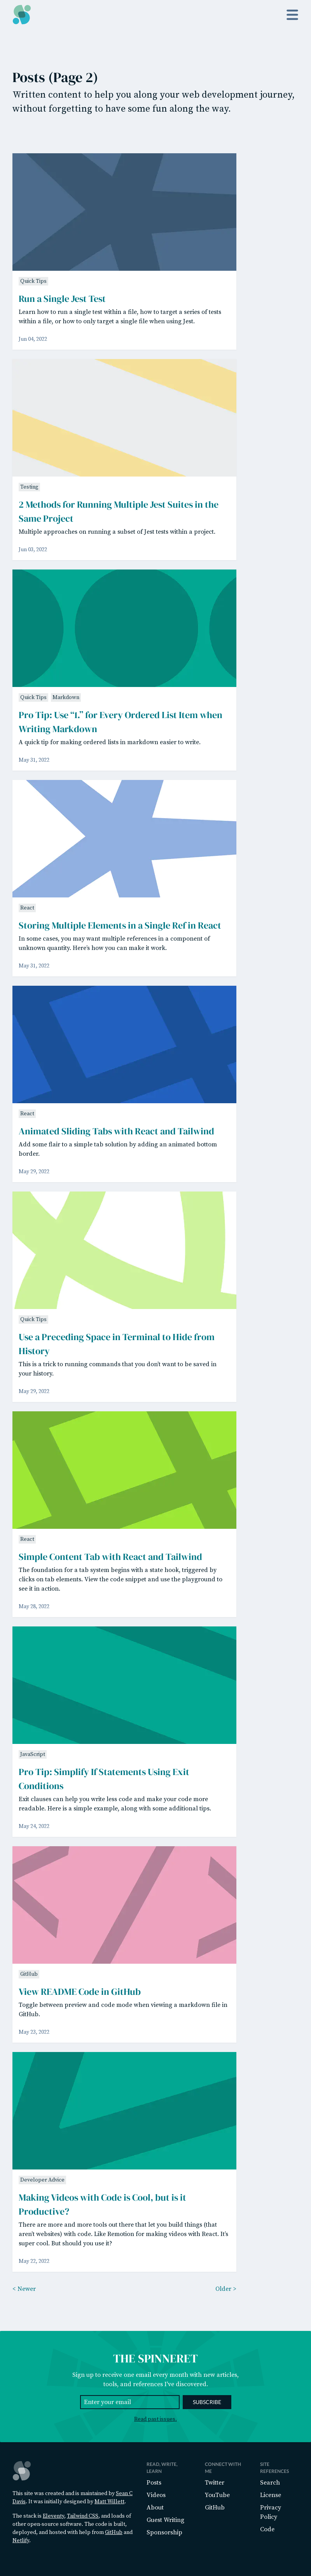 Posts (Page 2)
Written content to help you along your web development journey,
without forgetting to have some fun along the way.
Quick Tips
Run a Single Jest Test
Learn how to run a single test within a file, how to target a series of tests
within a file, or how to only target a single file when using Jest.
Jun 04, 2022
Testing
2 Methods for Running Multiple Jest Suites in the
Same Project
Multiple approaches on running a subset of Jest tests within a project.
Jun 03, 2022
Quick Tips Markdown
Pro Tip: Use “1.” for Every Ordered List Item when
Writing Markdown
A quick tip for making ordered lists in markdown easier to write.
May 31, 2022
React
Storing Multiple Elements in a Single Ref in React
In some cases, you may want multiple references in a component of
unknown quantity. Here’s how you can make it work.
May 31, 2022
React
Animated Sliding Tabs with React and Tailwind
Add some flair to a simple tab solution by adding an animated bottom
border.
May 29, 2022
Quick Tips
Use a Preceding Space in Terminal to Hide from
History
This is a trick to running commands that you don’t want to be saved in
your history.
May 29, 2022
React
Simple Content Tab with React and Tailwind
The foundation for a tab system begins with a state hook, triggered by
clicks on tab elements. View the code snippet and use the playground to
see it in action.
May 28, 2022
JavaScript
Pro Tip: Simplify If Statements Using Exit
Conditions
Exit clauses can help you write less code and make your code more
readable. Here is a simple example, along with some additional tips.
May 24, 2022
GitHub
View README Code in GitHub
Toggle between preview and code mode when viewing a markdown file in
GitHub.
May 23, 2022
Developer Advice
Making Videos with Code is Cool, but is it
Productive?
There are more and more tools out there that let you build things (that
aren’t websites) with code. Like Remotion for making videos with React. It’s
super cool. But should you use it?
May 22, 2022
< Newer
Older >
THE SPINNERET
Sign up to receive one email every month with new articles,
tools, and references I’ve discovered.
Enter your email
SUBSCRIBE
Read past issues.
This site was created and is maintained by Sean C
Davis. It was initially designed by Matt Willett.
The stack is Eleventy, Tailwind CSS, and loads of
other open-source software. The code is built,
deployed, and hosted with help from GitHub and
Netlify.
READ, WRITE,
LEARN
Posts
Videos
About
Guest Writing
Sponsorship
CONNECT WITH
ME
Twitter
YouTube
GitHub
SITE
REFERENCES
Search
License
Privacy
Policy
Code